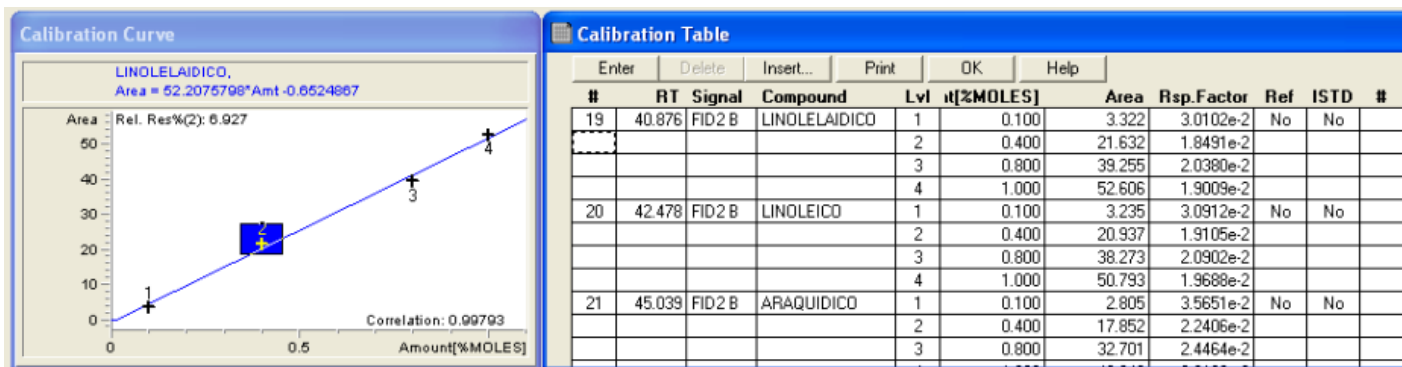 Calibration Curve
LINOLELAIDICO,
Area = 52.2075798*Amt -0.6524867
Area Rel. Res%(2): 6.927
50
40
30
20
10
0
1
2
3
4
Correlation: 0.99793
0 0.5 Amount[%MOLES]
Calibration Table
Enter Delete Insert... Print OK Help
# RT Signal Compound Lvl [%MOLES] Area Rsp.Factor Ref ISTD #
19 40.876 FID2 B LINOLELAIDICO 1 0.100 3.322 3.0102e-2 No No
2 0.400 21.632 1.8491e-2
3 0.800 39.255 2.0380e-2
4 1.000 52.606 1.9009e-2
20 42.478 FID2 B LINOLEICO 1 0.100 3.235 3.0912e-2 No No
2 0.400 20.937 1.9105e-2
3 0.800 38.273 2.0902e-2
4 1.000 50.793 1.9688e-2
21 45.039 FID2 B ARAQUIDICO 1 0.100 2.805 3.5651e-2 No No
2 0.400 17.852 2.2406e-2
3 0.800 32.701 2.4464e-2